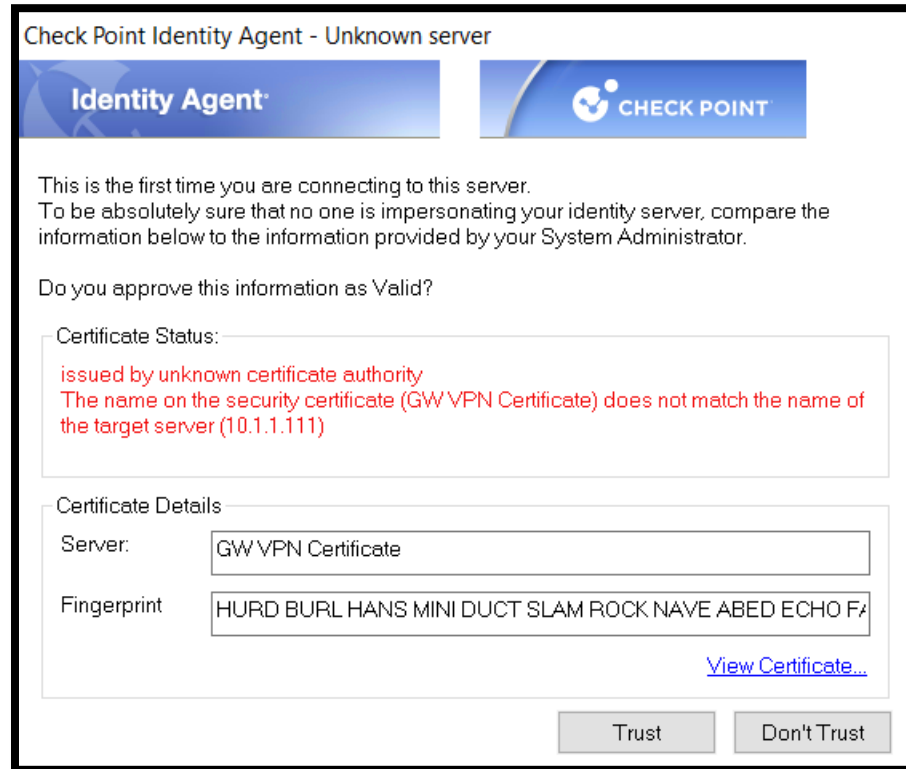 Check Point Identity Agent - Unknown server
Identity Agent
CHECK POINT
This is the first time you are connecting to this server.
To be absolutely sure that no one is impersonating your identity server, compare the
information below to the information provided by your System Administrator.
Do you approve this information as Valid?
Certificate Status:
issued by unknown certificate authority
The name on the security certificate (GW VPN Certificate) does not match the name of
the target server (10.1.1.111)
Certificate Details
Server:
GW VPN Certificate
Fingerprint
HURD BURL HANS MINI DUCT SLAM ROCK NAVE ABED ECHO
View Certificate...
Trust
Don't Trust